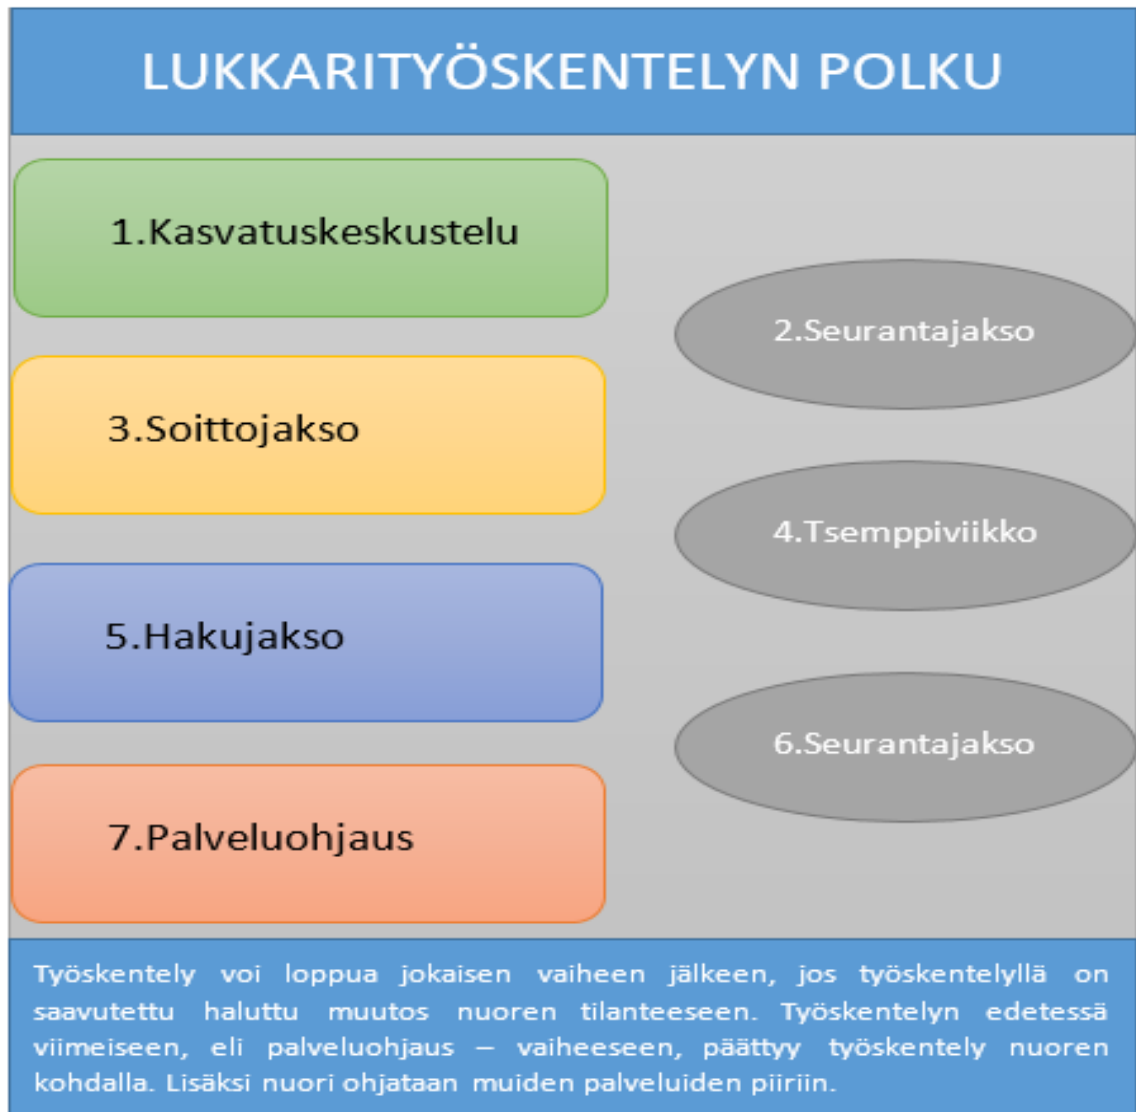 LUKKARITYÖSKENTELYN POLKU
1.Kasvatuskeskustelu
2.Seurantajakso
3.Soittojakso
4.Tsemppiviikko
5.Hakujakso
6.Seurantajakso
7.Palveluohjaus
Työskentely voi loppua jokaisen vaiheen jälkeen, jos työskentelyllä on
saavutettu haluttu muutos nuoren tilanteeseen. Työskentelyn edetessä
viimeiseen, eli palveluohjaus – vaiheeseen, päättyy työskentely nuoren
kohdalla. Lisäksi nuori ohjataan muiden palveluiden piiriin.